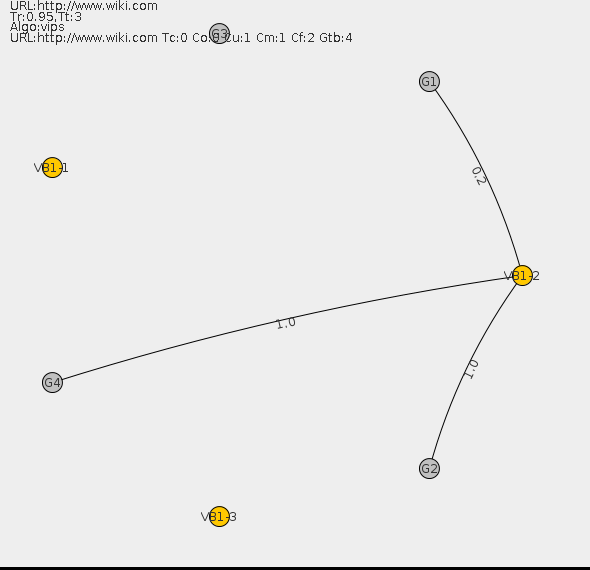 URL:http://www.wiki.com
Tr:0.95,Tt:3
Algo:vips
URL:http://www.wiki.com Tc:0 Co:0 Cu:1 Cm:1 Cf:2 Gtb:4
G3
G1
0.2
VB1-1
VB1-2
1.0
1.0
G4
G2
VB1-3